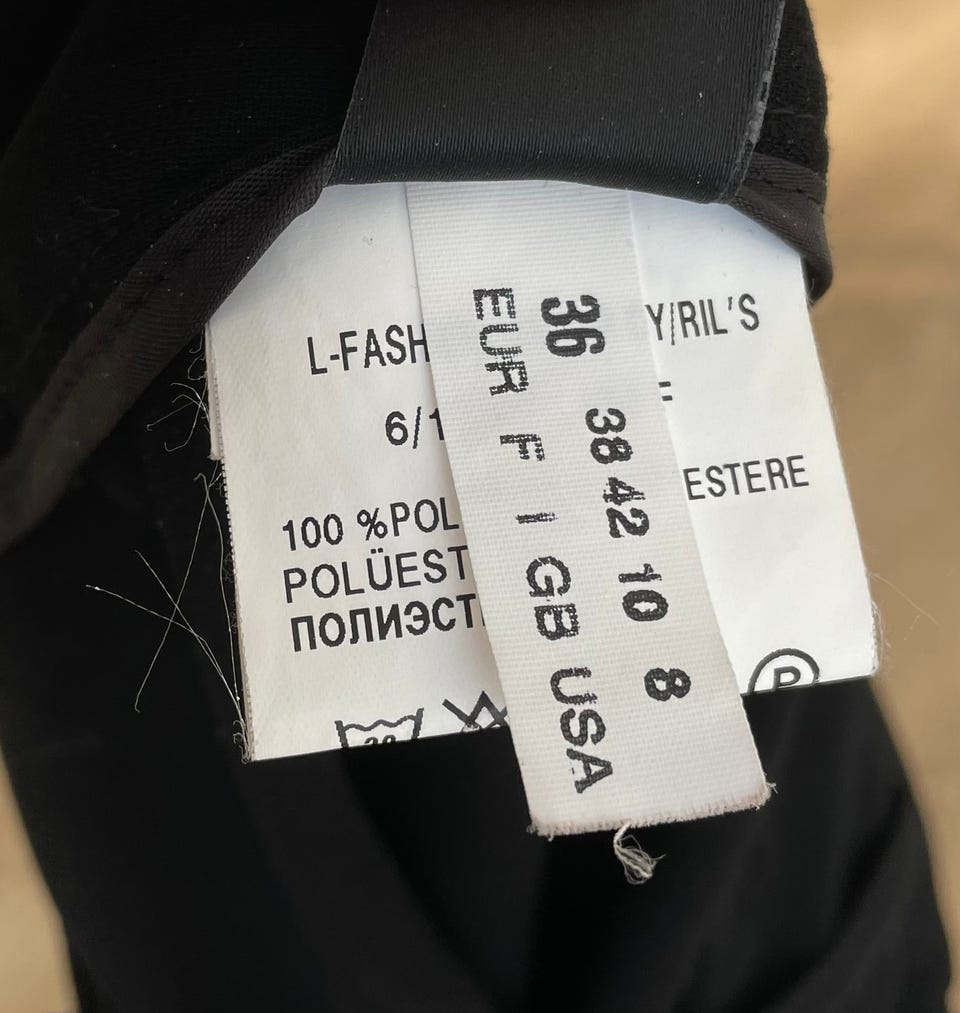 L-FASH Y/RIL'S
6/1
100 %POL ESTERE
POLÜEST
ПОЛИЭСТ
P
EUR F I GB USA
36 38 42 10 8